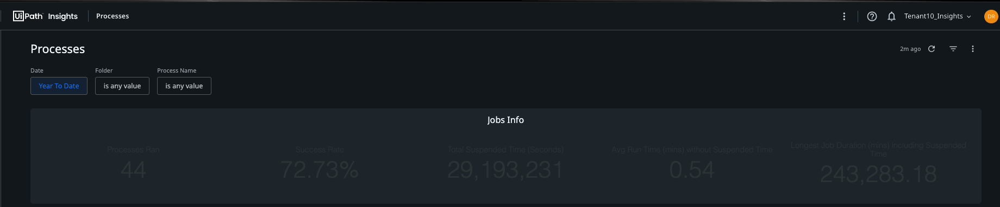 UiPath™ Insights
Processes
Tenant10_Insights
DR
Processes
2m ago
Date
Folder
Process Name
Year To Date
is any value
is any value
Jobs Info
Processes Ran
44
Success Rate
72.73%
Total Suspended Time (Seconds)
29,193,231
Avg Run Time (mins) without Suspended Time
0.54
Longest Job Duration (mins) including Suspended
Time
243,283.18